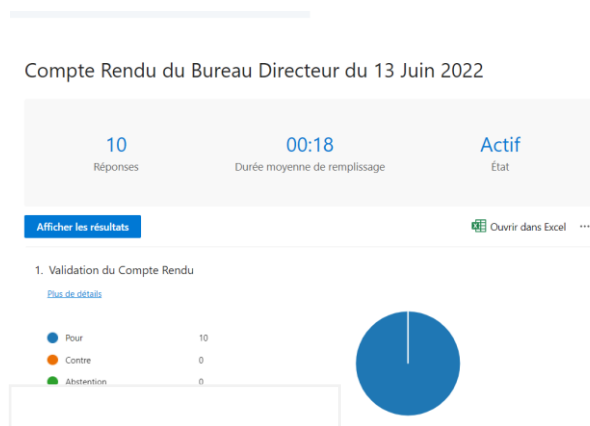 Compte Rendu du Bureau Directeur du 13 Juin 2022
10 00:18 Actif
Réponses Durée moyenne de remplissage État
Afficher les résultats Ouvrir dans Excel ...
1. Validation du Compte Rendu
Plus de détails
Pour 10
Contre 0
Abstention 0